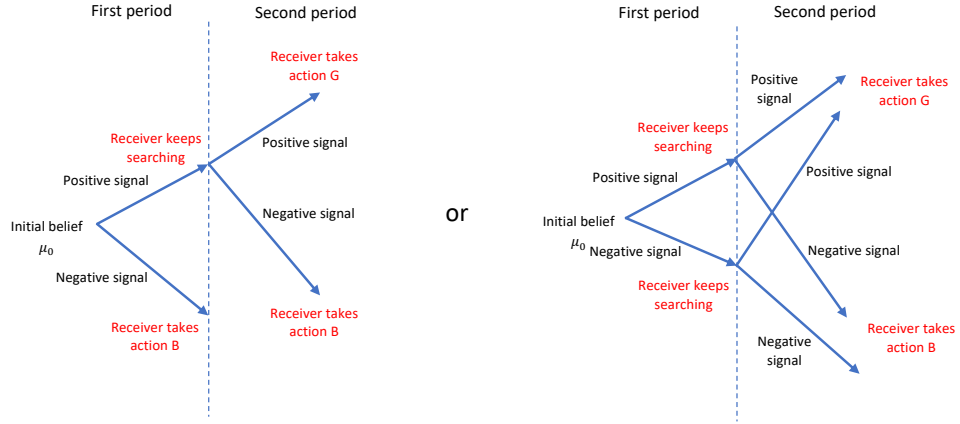 First period
Second period
Receiver takes
action G
Positive signal
Receiver keeps
searching
Positive signal
Initial belief
μ₀
Negative signal
Negative signal
Receiver takes
action B
Receiver takes
action B
or
First period
Second period
Positive
signal
Receiver takes
action G
Receiver keeps
searching
Positive signal
Positive signal
Initial belief
μ₀
Negative signal
Negative signal
Receiver keeps
searching
Negative
signal
Receiver takes
action B